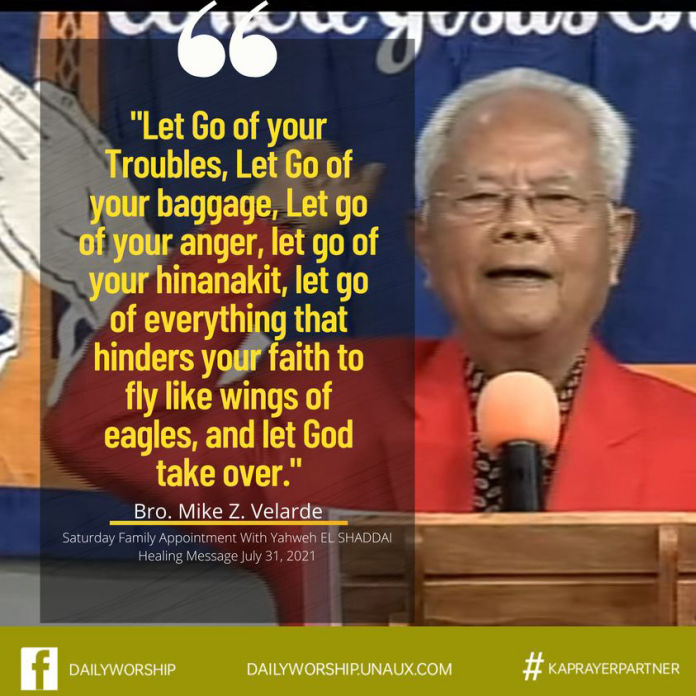 "Let Go of your
Troubles, Let Go of
your baggage, Let go
of your anger, let go of
your hinanakit, let go
of everything that
hinders your faith to
fly like wings of
eagles, and let God
take over."
Bro. Mike Z. Velarde
Saturday Family Appointment With Yahweh EL SHADDAI
Healing Message July 31, 2021
f DAILYWORSHIP DAILYWORSHIP.UNAUX.COM # KAPRAYERPARTNER